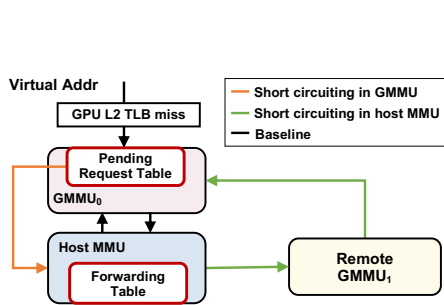 Virtual Addr
GPU L2 TLB miss
Short circuiting in GMMU
Short circuiting in host MMU
Baseline
Pending
Request Table
GMMU0
Host MMU
Forwarding
Table
Remote
GMMU1